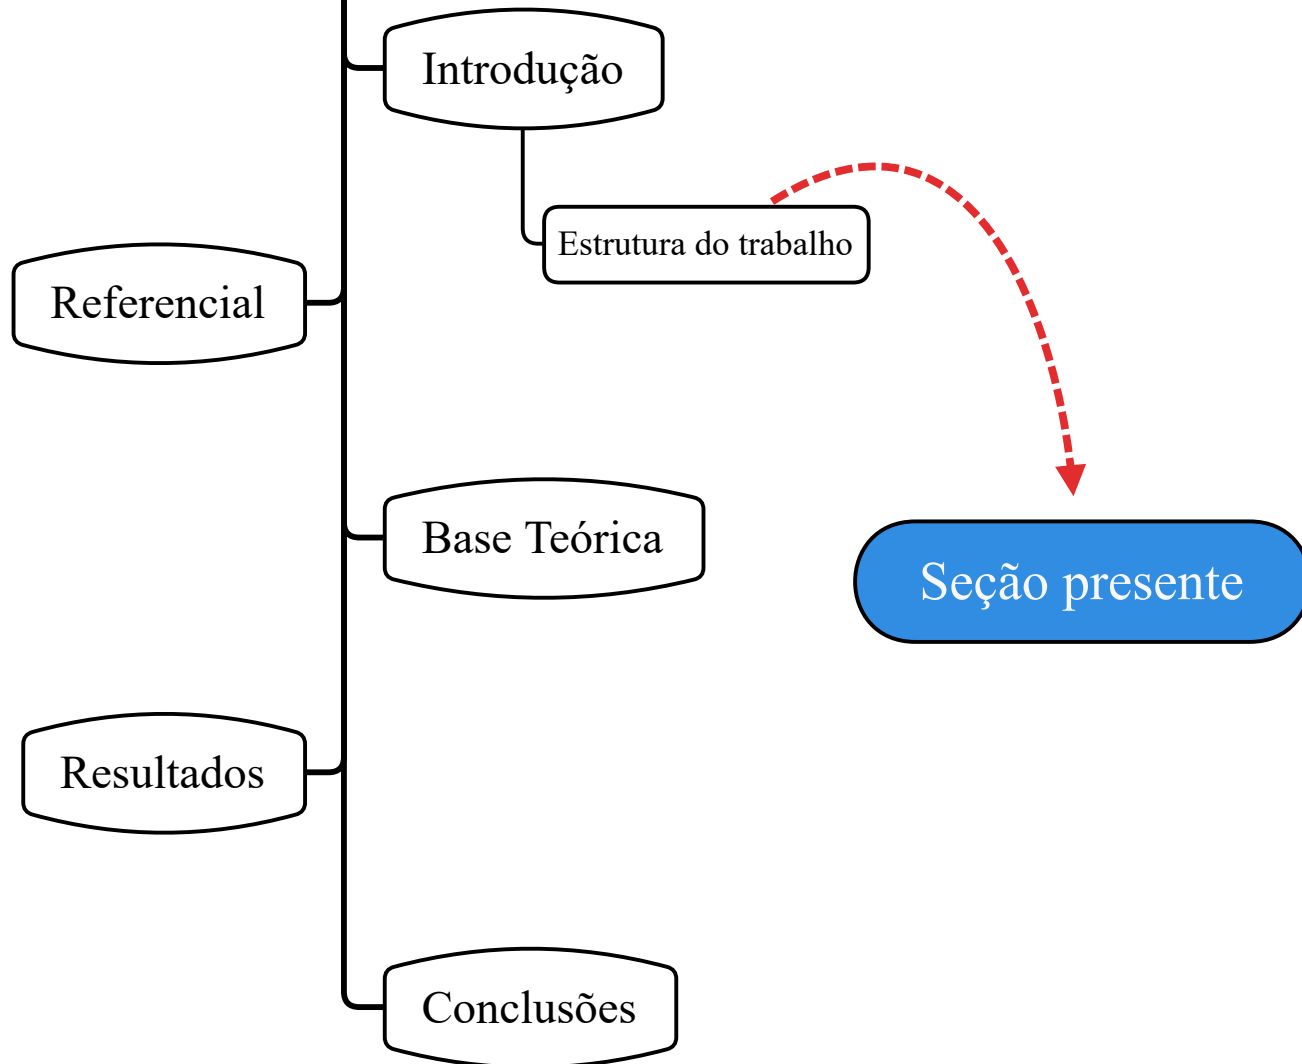 Introdução
Estrutura do trabalho
Referencial
Base Teórica
Seção presente
Resultados
Conclusões